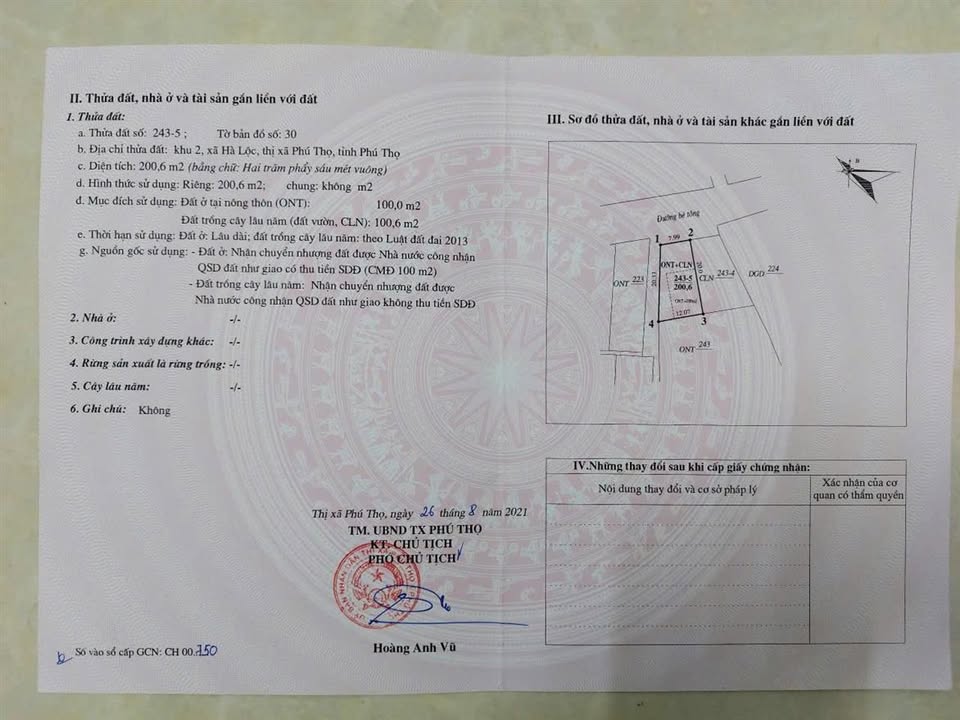 II. Thửa đất, nhà ở và tài sản gắn liền với đất
1. Thửa đất:
a. Thửa đất số: 243-5 ; Tờ bản đồ số: 30
b. Địa chỉ thửa đất: khu 2, xã Hà Lộc, thị xã Phú Thọ, tỉnh Phú Thọ
c. Diện tích: 200,6 m2 (bằng chữ: Hai trăm phẩy sáu mét vuông)
d. Hình thức sử dụng: Riêng: 200,6 m2; chung: không m2
đ. Mục đích sử dụng: Đất ở tại nông thôn (ONT): 100,0 m2
Đất trồng cây lâu năm (đất vườn, CLN): 100,6 m2
e. Thời hạn sử dụng: Đất ở: Lâu dài; đất trồng cây lâu năm: theo Luật đất đai 2013
g. Nguồn gốc sử dụng: - Đất ở: Nhận chuyển nhượng đất được Nhà nước công nhận
QSD đất như giao có thu tiền SDĐ (CMĐ 100 m2)
- Đất trồng cây lâu năm: Nhận chuyển nhượng đất được
Nhà nước công nhận QSD đất như giao không thu tiền SDĐ
2. Nhà ở: -/-
3. Công trình xây dựng khác: -/-
4. Rừng sản xuất là rừng trồng: -/-
5. Cây lâu năm: -/-
6. Ghi chú: Không
Thị xã Phú Thọ, ngày 26 tháng 8 năm 2021
TM. UBND TX PHÚ THỌ
KT. CHỦ TỊCH
PHÓ CHỦ TỊCH
Hoàng Anh Vũ
Số vào sổ cấp GCN: CH 00.750
III. Sơ đồ thửa đất, nhà ở và tài sản khác gắn liền với đất
B
Đường bê tông
1 7.99 2
ONT+CLN
ONT 223
20.33
243-5
200,6
CLN 243-4
DGD 224
4 12.07 3
ONT 243
IV.Những thay đổi sau khi cấp giấy chứng nhận:
Nội dung thay đổi và cơ sở pháp lý
Xác nhận của cơ
quan có thẩm quyền